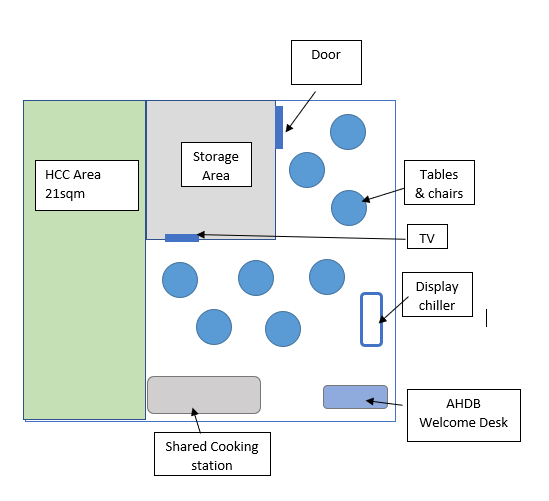 Door
Storage
Area
HCC Area
21sqm
Tables
& chairs
TV
Display
chiller
AHDB
Welcome Desk
Shared Cooking
station